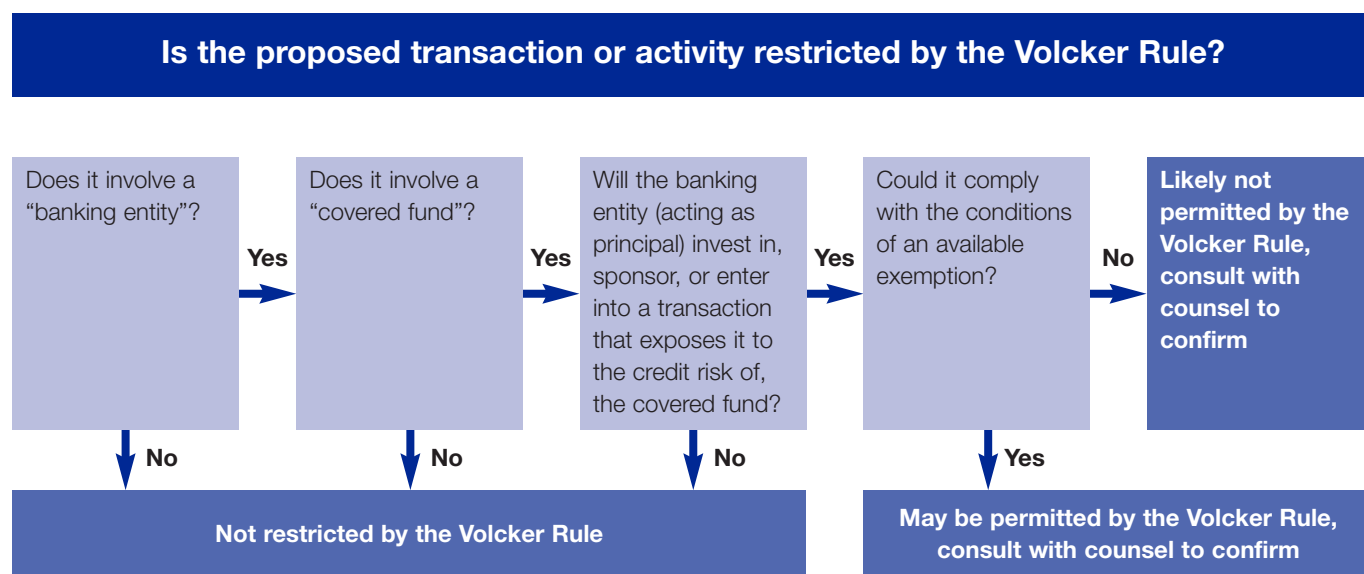 Is the proposed transaction or activity restricted by the Volcker Rule?
Does it involve a
“banking entity”?
Yes
No
Does it involve a
“covered fund”?
Yes
No
Will the banking
entity (acting as
principal) invest in,
sponsor, or enter
into a transaction
that exposes it to
the credit risk of,
the covered fund?
Yes
No
Could it comply
with the conditions
of an available
exemption?
No
Yes
Likely not
permitted by the
Volcker Rule,
consult with
counsel to
confirm
Not restricted by the Volcker Rule
May be permitted by the Volcker Rule,
consult with counsel to confirm